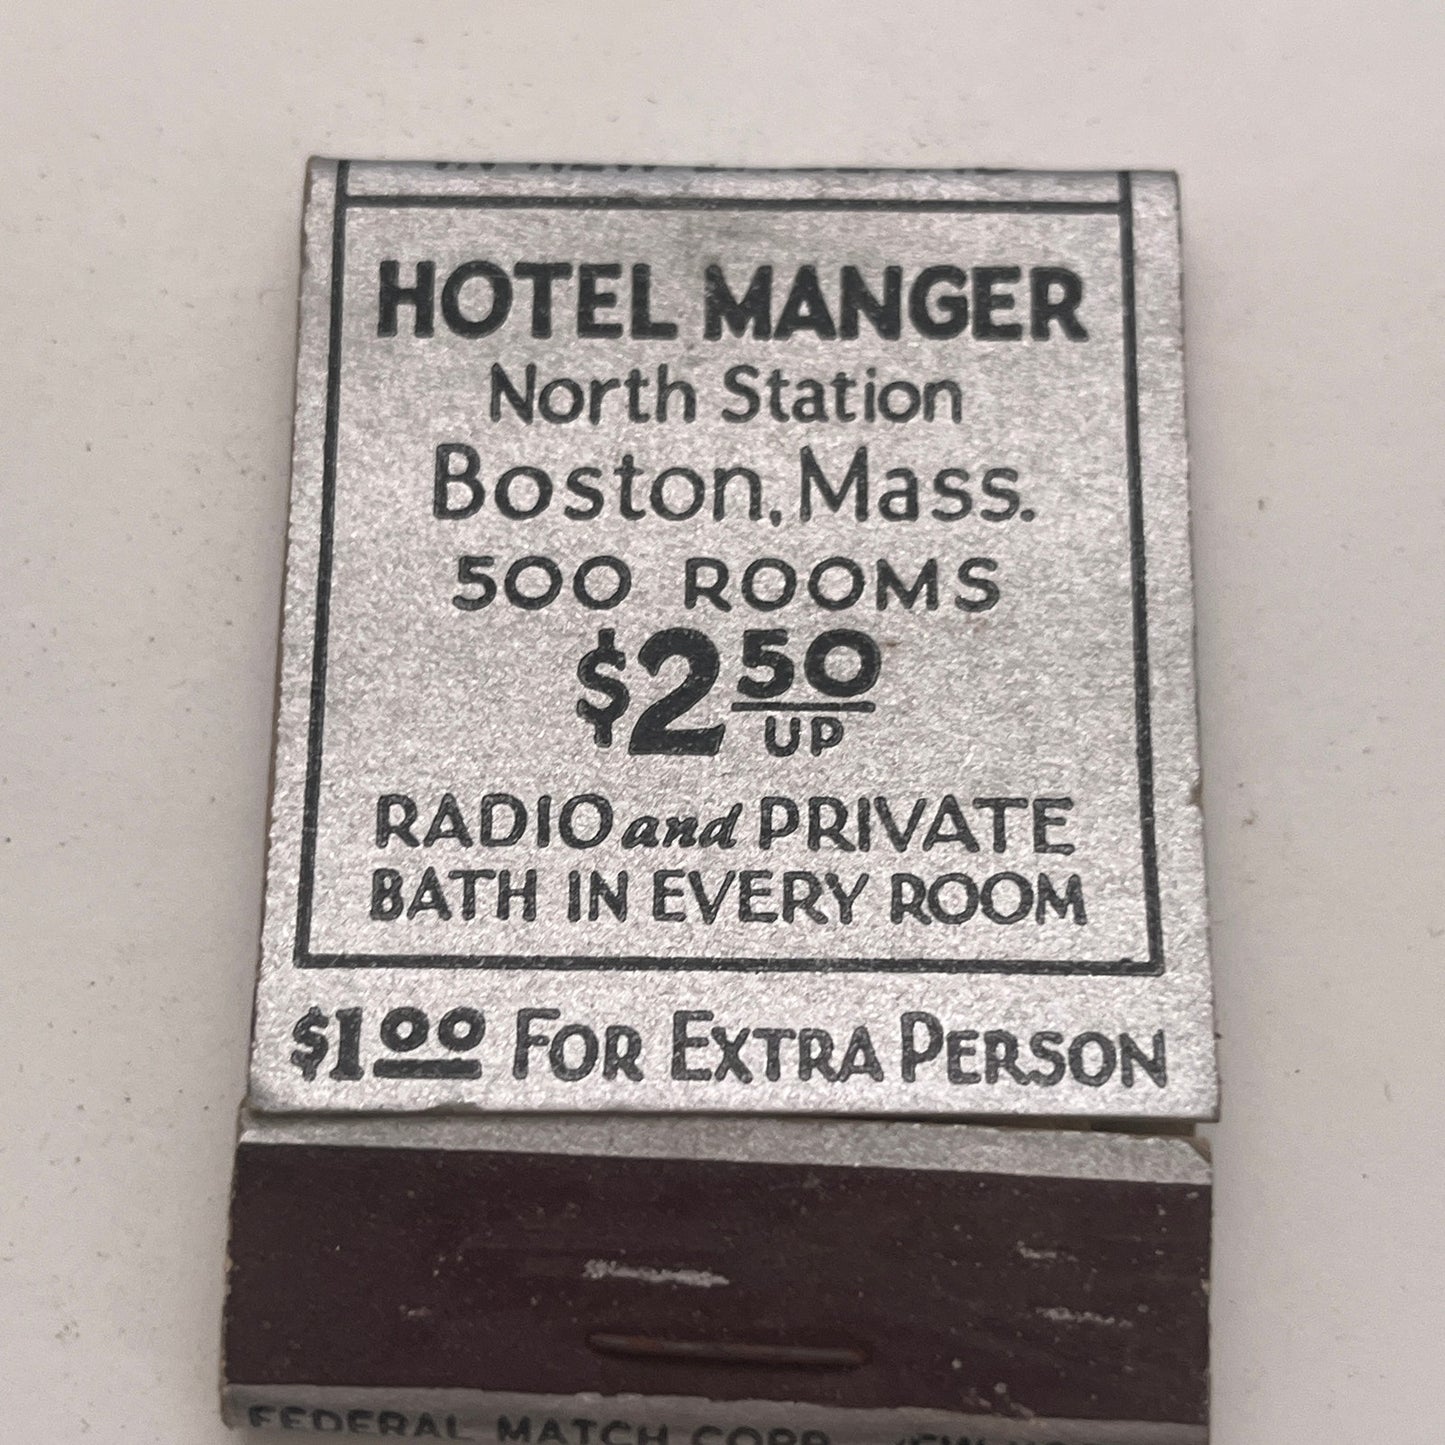 HOTEL MANGER
North Station
Boston, Mass.
500 ROOMS
$2 50 UP
RADIO and PRIVATE
BATH IN EVERY ROOM
$1 00 FOR EXTRA PERSON
FEDERAL MATCH CORP.